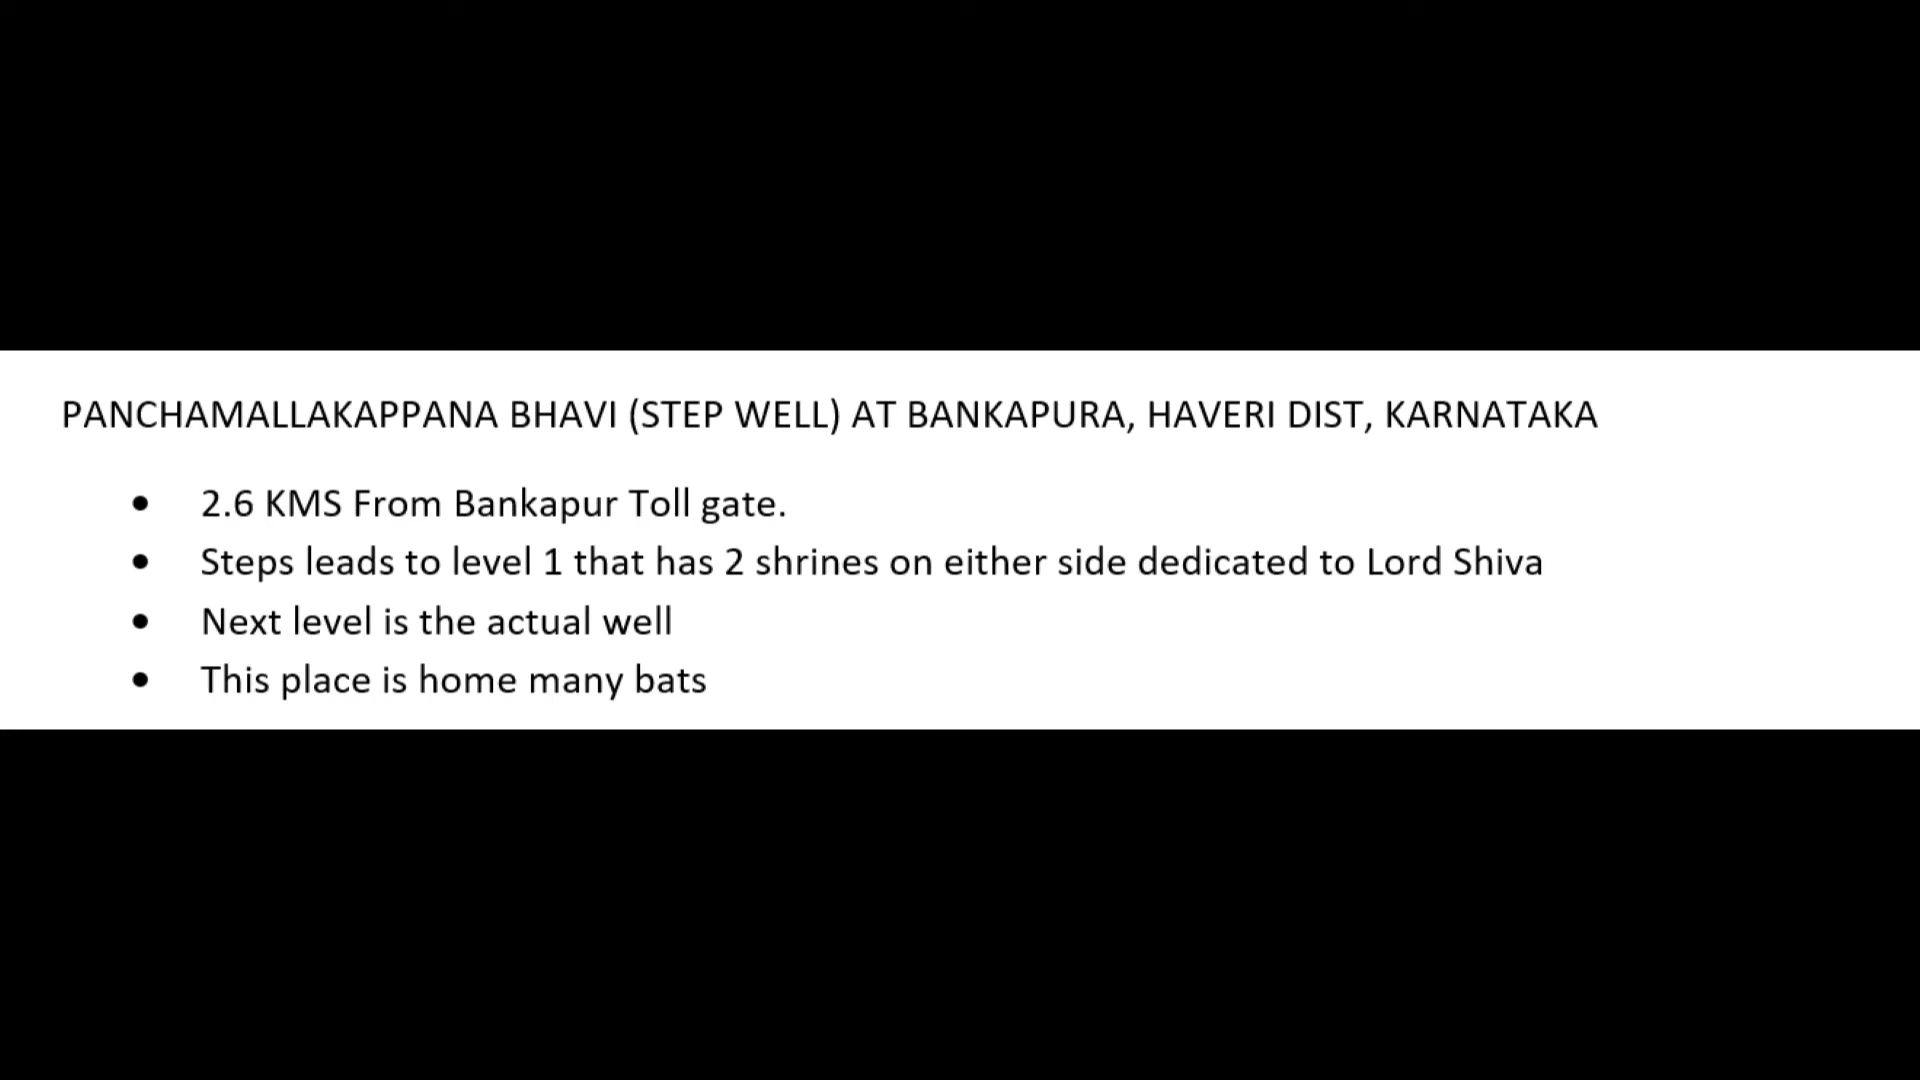 PANCHAMALLAKAPPANA BHAVI (STEP WELL) AT BANKAPURA, HAVERI DIST, KARNATAKA
• 2.6 KMS From Bankapur Toll gate.
• Steps leads to level 1 that has 2 shrines on either side dedicated to Lord Shiva
• Next level is the actual well
• This place is home many bats